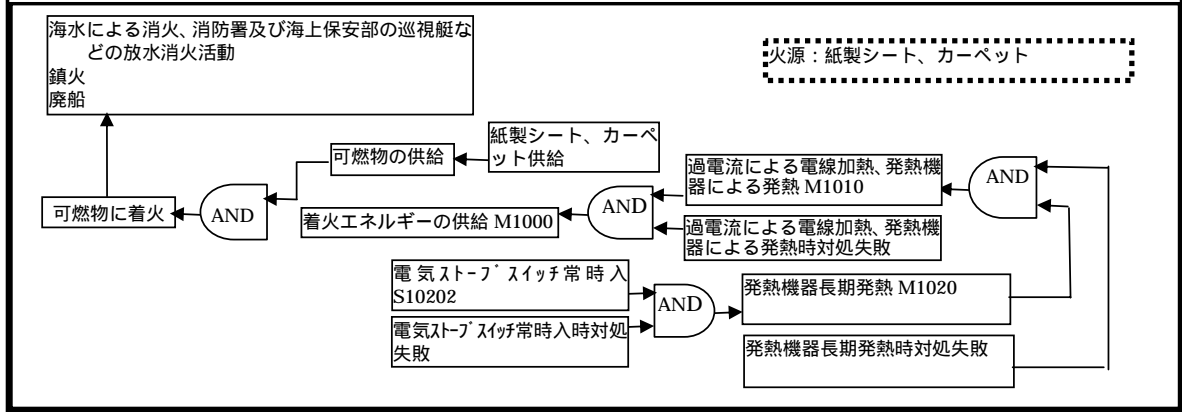 海水による消火、消防署及び海上保安部の巡視艇な
どの放水消火活動
鎮火
廃船
火源：紙製シート、カーペット
紙製シート、カーペ
ット供給
可燃物の供給
過電流による電線加熱、発熱機
器による発熱 M1010
AND
可燃物に着火
AND
着火エネルギーの供給 M1000
AND
過電流による電線加熱、発熱機
器による発熱時対処失敗
電気ｽﾄｰﾌﾞｽｲｯﾁ常時入
S10202
AND
発熱機器長期発熱 M1020
電気ｽﾄｰﾌﾞｽｲｯﾁ常時入時対処
失敗
発熱機器長期発熱時対処失敗